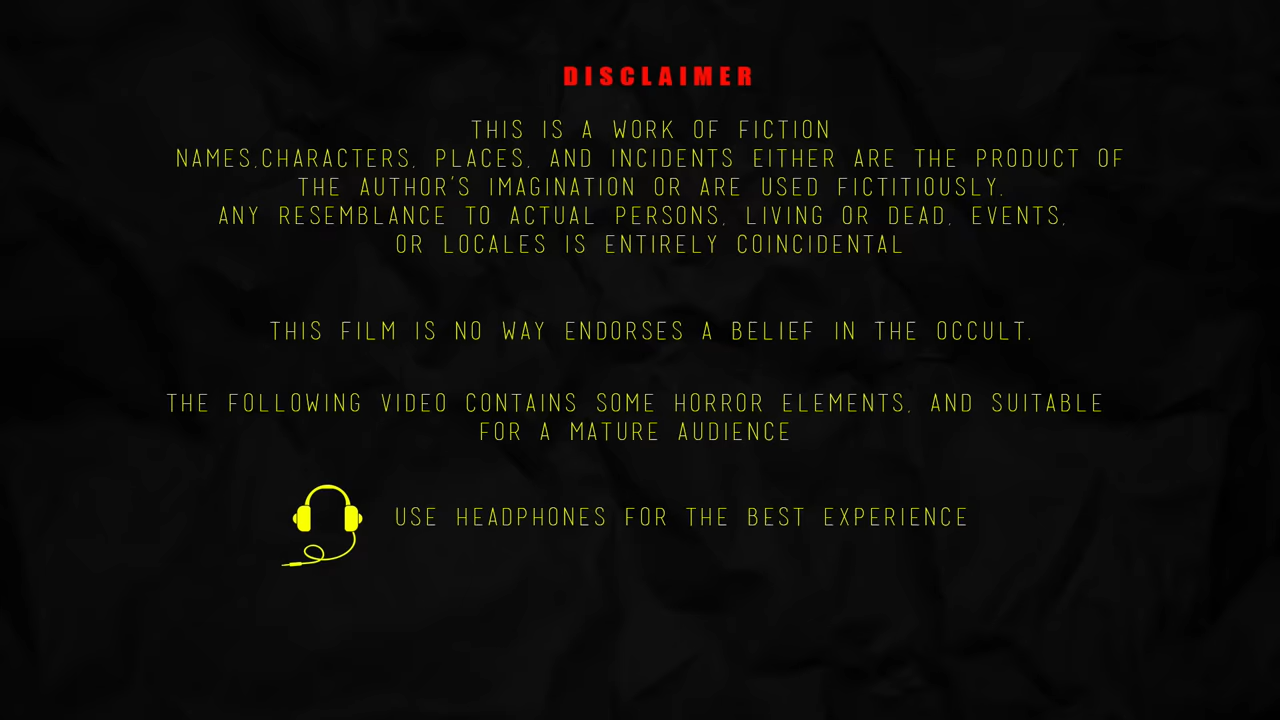 DISCLAIMER
THIS IS A WORK OF FICTION
NAMES,CHARACTERS, PLACES, AND INCIDENTS EITHER ARE THE PRODUCT OF
THE AUTHOR'S IMAGINATION OR ARE USED FICTITIOUSLY.
ANY RESEMBLANCE TO ACTUAL PERSONS, LIVING OR DEAD, EVENTS,
OR LOCALES IS ENTIRELY COINCIDENTAL
THIS FILM IS NO WAY ENDORSES A BELIEF IN THE OCCULT.
THE FOLLOWING VIDEO CONTAINS SOME HORROR ELEMENTS, AND SUITABLE
FOR A MATURE AUDIENCE
USE HEADPHONES FOR THE BEST EXPERIENCE